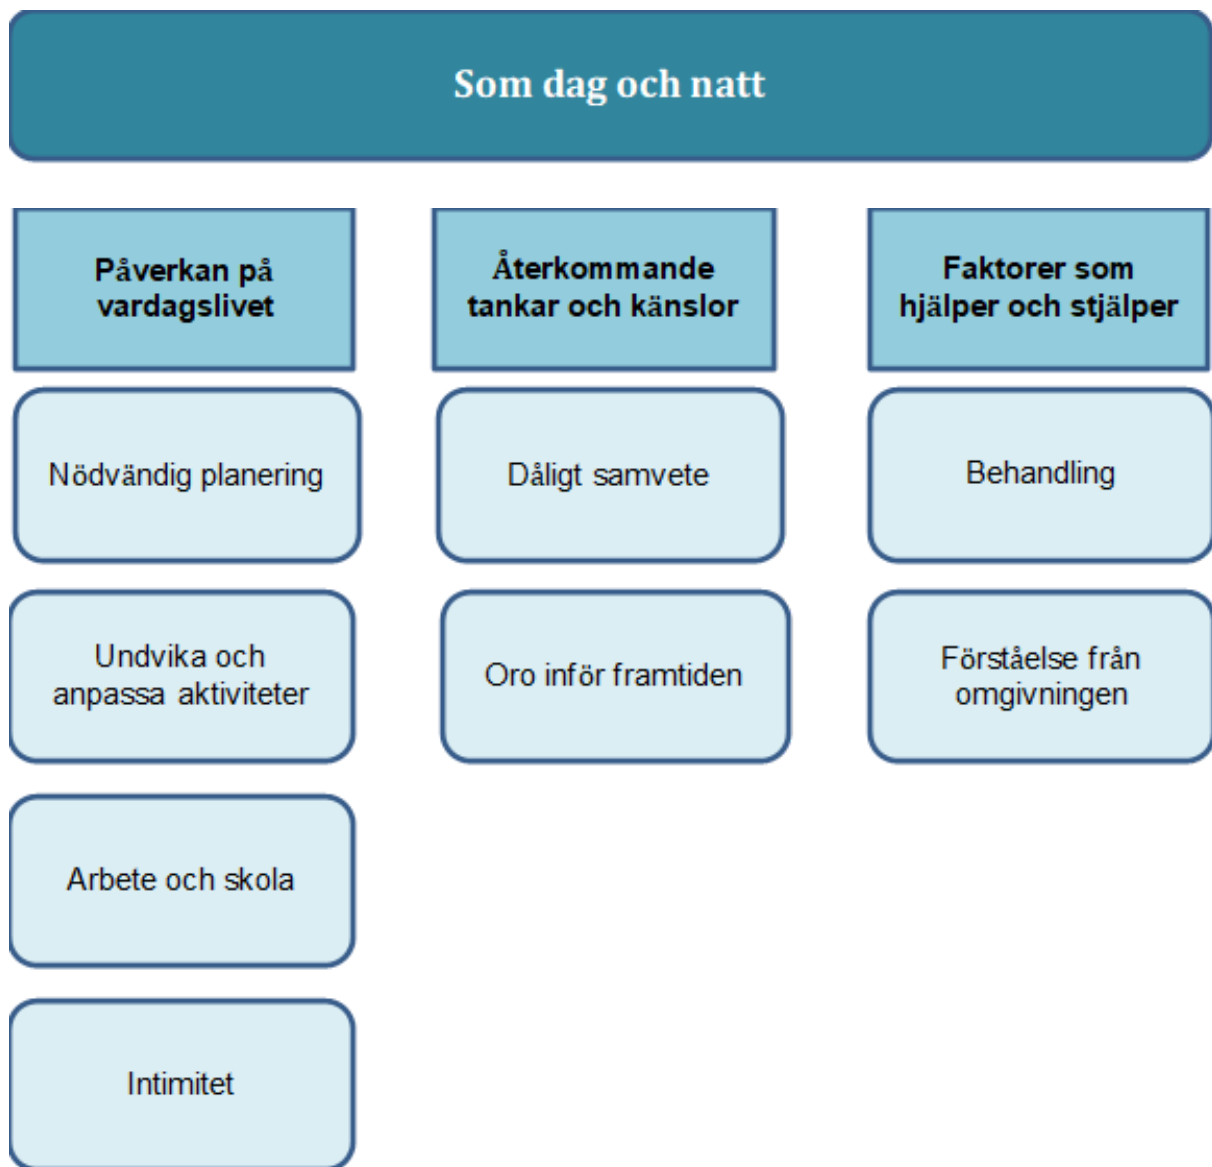 Som dag och natt
Påverkan på
vardagslivet
Återkommande
tankar och känslor
Faktorer som
hjälper och stjälper
Nödvändig planering
Dåligt samvete
Behandling
Undvika och
anpassa aktiviteter
Oro inför framtiden
Förståelse från
omgivningen
Arbete och skola
Intimitet